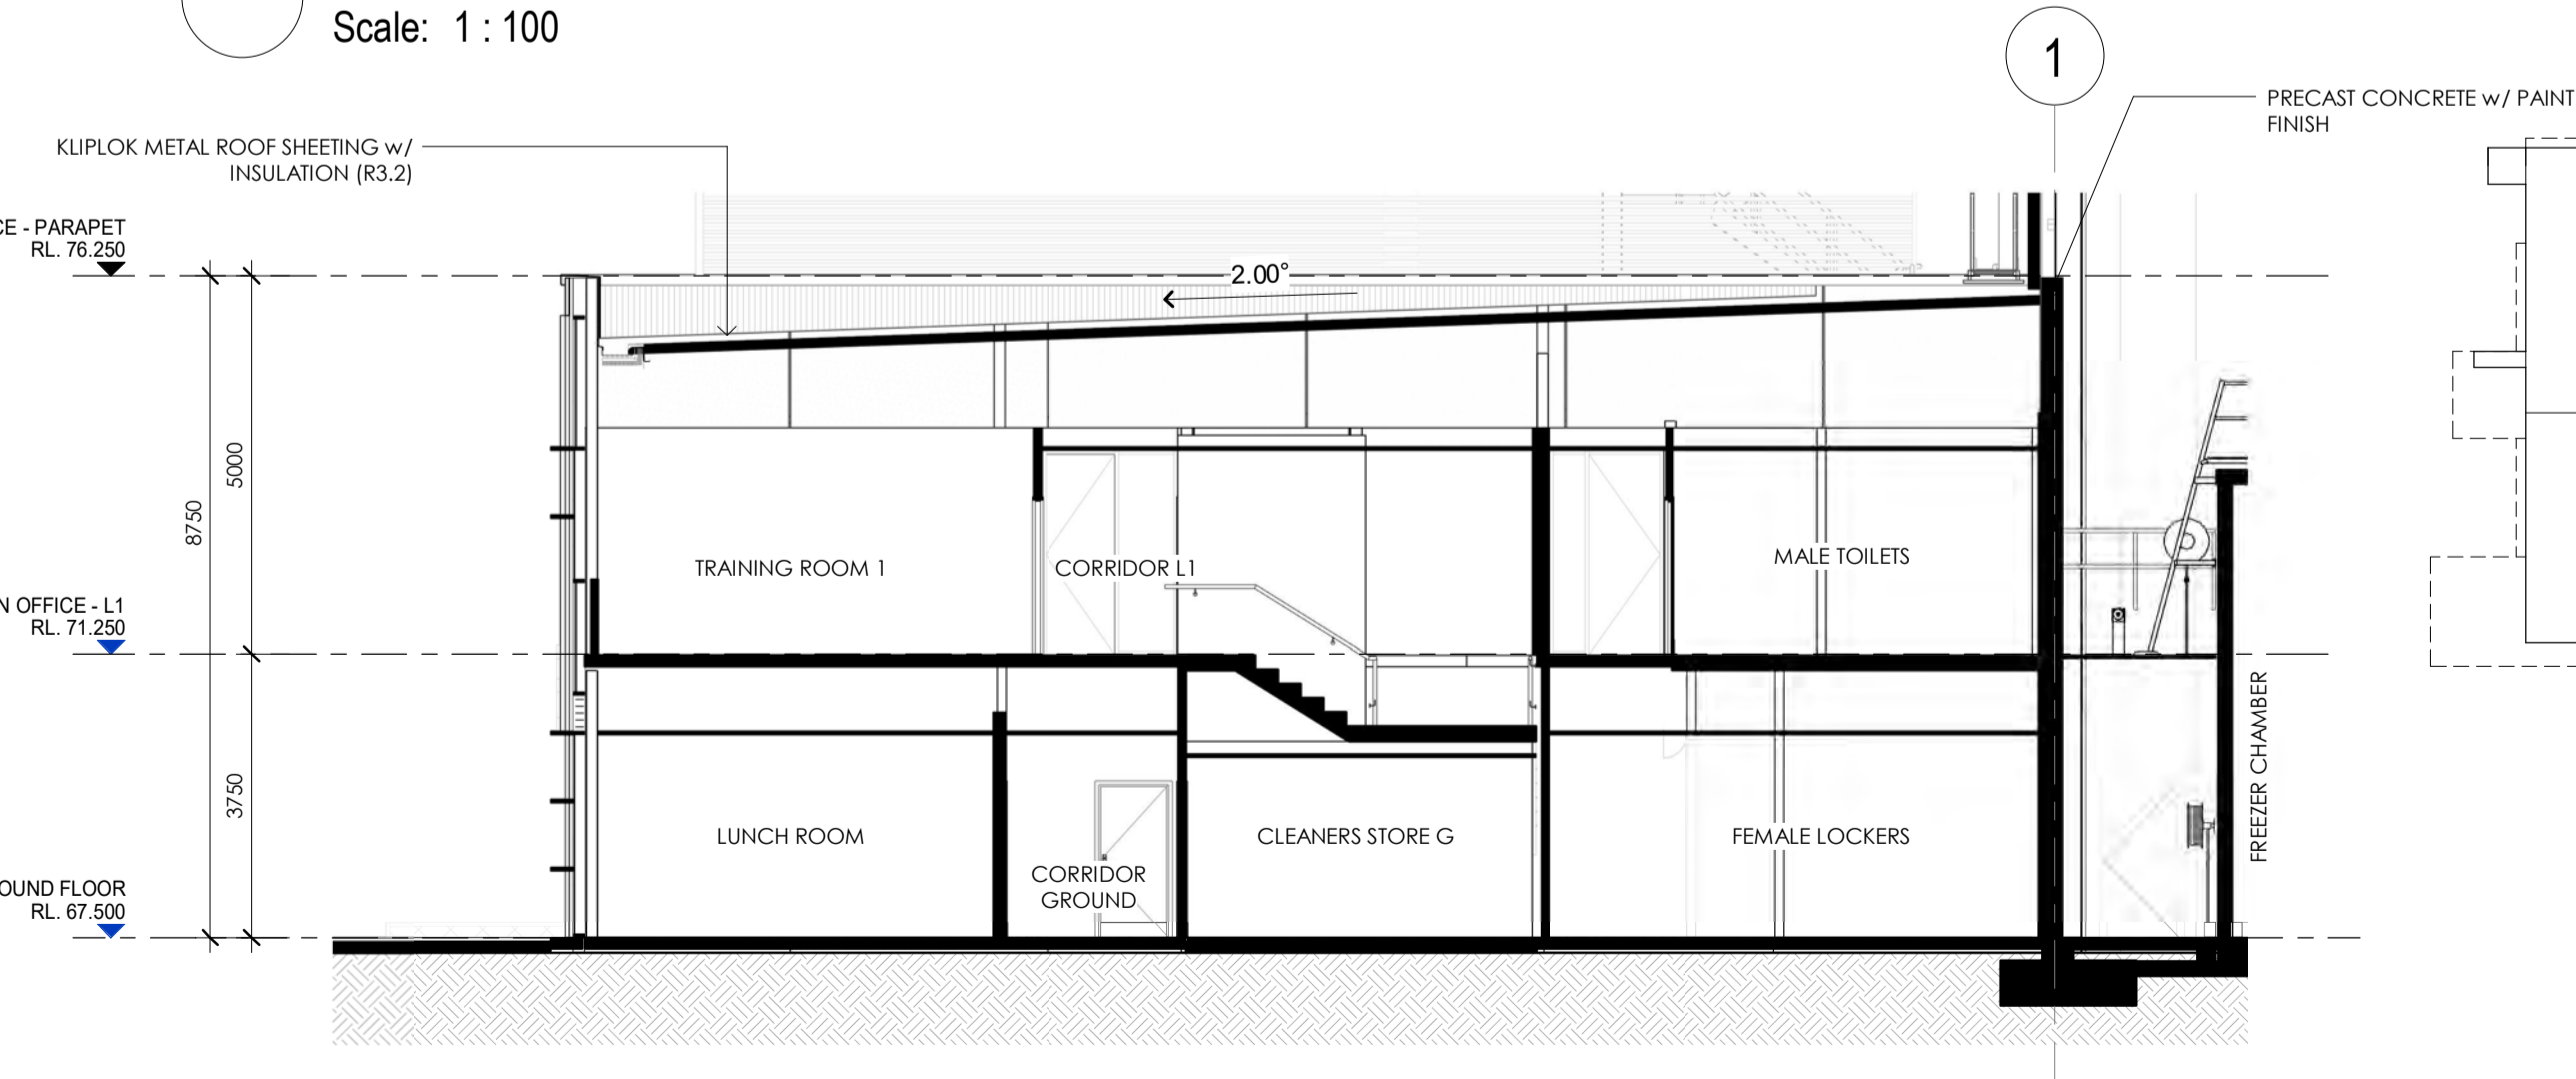 Scale: 1 : 100
1
PRECAST CONCRETE w/ PAINT
FINISH
KLIPLOK METAL ROOF SHEETING w/
INSULATION (R3.2)
CE - PARAPET
RL. 76.250
2.00°
5000
8750
TRAINING ROOM 1
CORRIDOR L1
MALE TOILETS
N OFFICE - L1
RL. 71.250
3750
LUNCH ROOM
CORRIDOR
GROUND
CLEANERS STORE G
FEMALE LOCKERS
FREEZER CHAMBER
OUND FLOOR
RL. 67.500